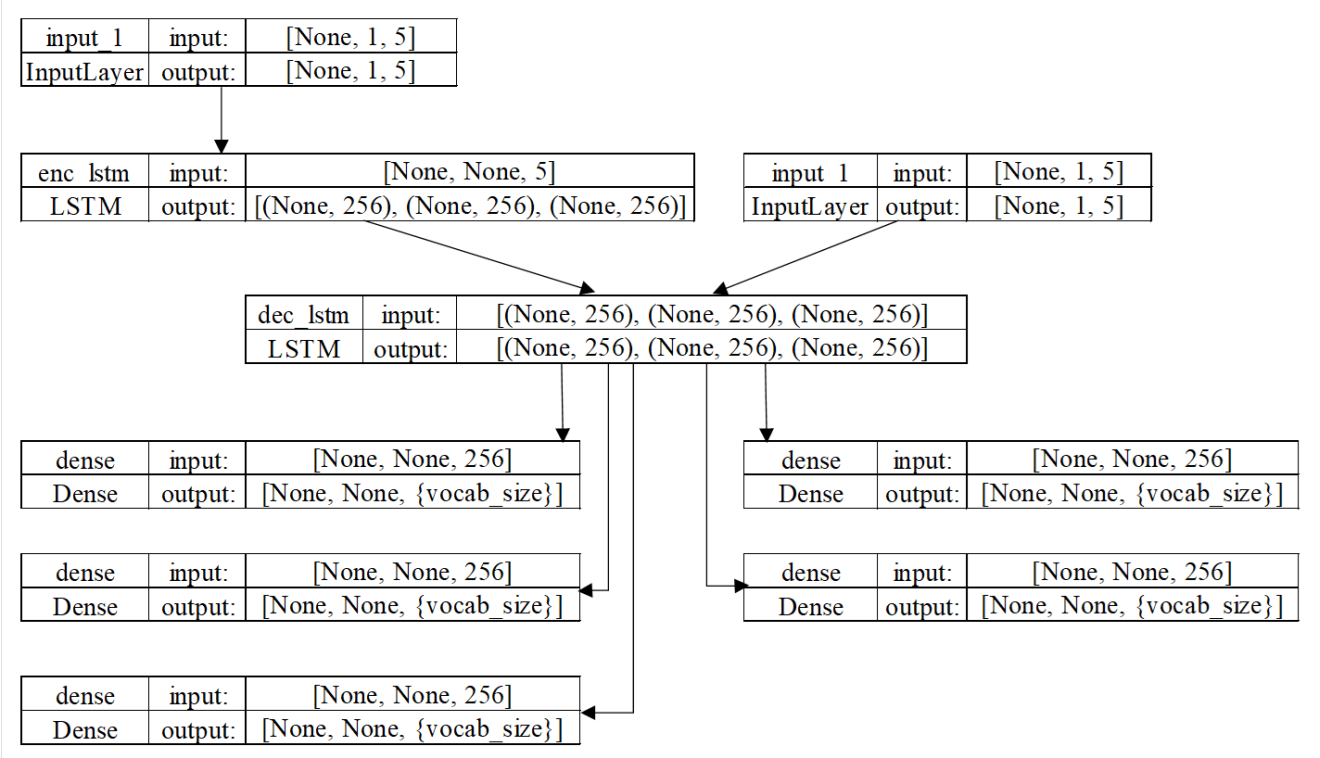 input_1 input: [None, 1, 5]
InputLayer output: [None, 1, 5]
enc_lstm input: [None, None, 5]
LSTM output: [(None, 256), (None, 256), (None, 256)]
input_1 input: [None, 1, 5]
InputLayer output: [None, 1, 5]
dec_lstm input: [(None, 256), (None, 256), (None, 256)]
LSTM output: [(None, 256), (None, 256), (None, 256)]
dense input: [None, None, 256]
Dense output: [None, None, {vocab_size}]
dense input: [None, None, 256]
Dense output: [None, None, {vocab_size}]
dense input: [None, None, 256]
Dense output: [None, None, {vocab_size}]
dense input: [None, None, 256]
Dense output: [None, None, {vocab_size}]
dense input: [None, None, 256]
Dense output: [None, None, {vocab_size}]